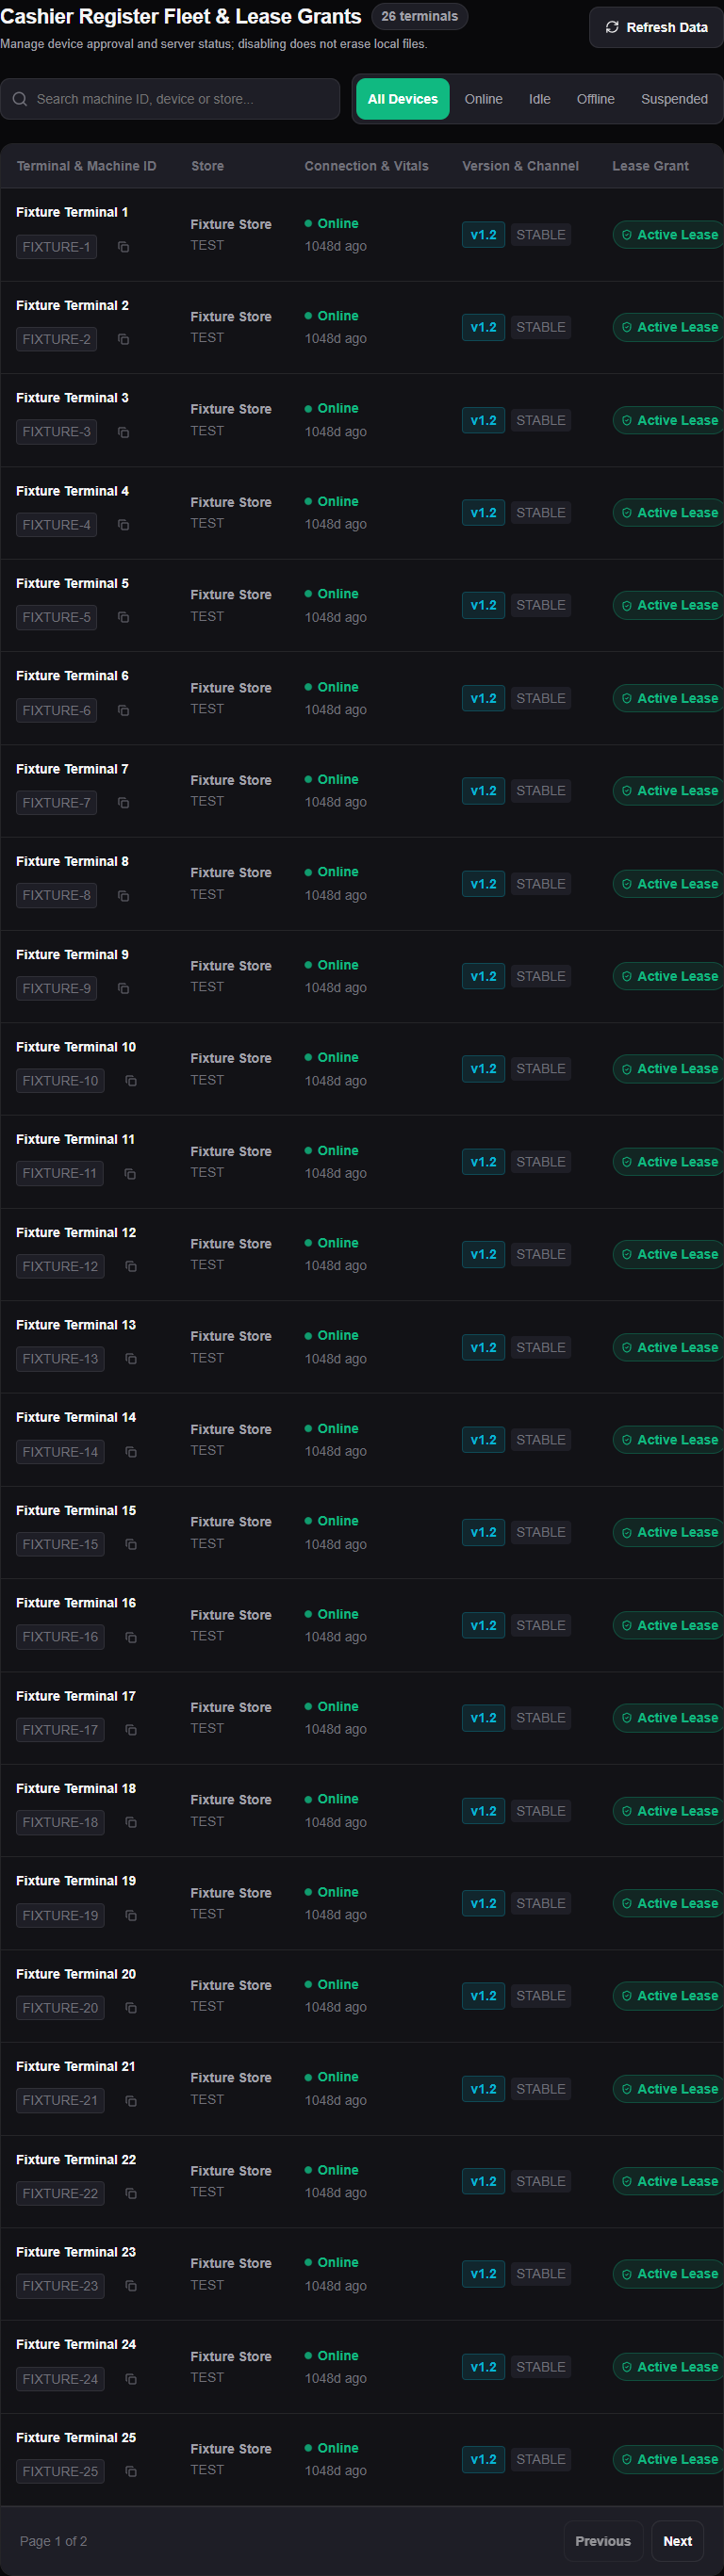 Cashier Register Fleet & Lease Grants 26 terminals
Refresh Data
Manage device approval and server status; disabling does not erase local files.
Search machine ID, device or store...
All Devices Online Idle Offline Suspended
Terminal & Machine ID Store Connection & Vitals Version & Channel Lease Grant
Fixture Terminal 1
Fixture Store Online
v1.2 STABLE Active Lease
FIXTURE-1 TEST 1048d ago
Fixture Terminal 2
Fixture Store Online
v1.2 STABLE Active Lease
FIXTURE-2 TEST 1048d ago
Fixture Terminal 3
Fixture Store Online
v1.2 STABLE Active Lease
FIXTURE-3 TEST 1048d ago
Fixture Terminal 4
Fixture Store Online
v1.2 STABLE Active Lease
FIXTURE-4 TEST 1048d ago
Fixture Terminal 5
Fixture Store Online
v1.2 STABLE Active Lease
FIXTURE-5 TEST 1048d ago
Fixture Terminal 6
Fixture Store Online
v1.2 STABLE Active Lease
FIXTURE-6 TEST 1048d ago
Fixture Terminal 7
Fixture Store Online
v1.2 STABLE Active Lease
FIXTURE-7 TEST 1048d ago
Fixture Terminal 8
Fixture Store Online
v1.2 STABLE Active Lease
FIXTURE-8 TEST 1048d ago
Fixture Terminal 9
Fixture Store Online
v1.2 STABLE Active Lease
FIXTURE-9 TEST 1048d ago
Fixture Terminal 10
Fixture Store Online
v1.2 STABLE Active Lease
FIXTURE-10 TEST 1048d ago
Fixture Terminal 11
Fixture Store Online
v1.2 STABLE Active Lease
FIXTURE-11 TEST 1048d ago
Fixture Terminal 12
Fixture Store Online
v1.2 STABLE Active Lease
FIXTURE-12 TEST 1048d ago
Fixture Terminal 13
Fixture Store Online
v1.2 STABLE Active Lease
FIXTURE-13 TEST 1048d ago
Fixture Terminal 14
Fixture Store Online
v1.2 STABLE Active Lease
FIXTURE-14 TEST 1048d ago
Fixture Terminal 15
Fixture Store Online
v1.2 STABLE Active Lease
FIXTURE-15 TEST 1048d ago
Fixture Terminal 16
Fixture Store Online
v1.2 STABLE Active Lease
FIXTURE-16 TEST 1048d ago
Fixture Terminal 17
Fixture Store Online
v1.2 STABLE Active Lease
FIXTURE-17 TEST 1048d ago
Fixture Terminal 18
Fixture Store Online
v1.2 STABLE Active Lease
FIXTURE-18 TEST 1048d ago
Fixture Terminal 19
Fixture Store Online
v1.2 STABLE Active Lease
FIXTURE-19 TEST 1048d ago
Fixture Terminal 20
Fixture Store Online
v1.2 STABLE Active Lease
FIXTURE-20 TEST 1048d ago
Fixture Terminal 21
Fixture Store Online
v1.2 STABLE Active Lease
FIXTURE-21 TEST 1048d ago
Fixture Terminal 22
Fixture Store Online
v1.2 STABLE Active Lease
FIXTURE-22 TEST 1048d ago
Fixture Terminal 23
Fixture Store Online
v1.2 STABLE Active Lease
FIXTURE-23 TEST 1048d ago
Fixture Terminal 24
Fixture Store Online
v1.2 STABLE Active Lease
FIXTURE-24 TEST 1048d ago
Fixture Terminal 25
Fixture Store Online
v1.2 STABLE Active Lease
FIXTURE-25 TEST 1048d ago
Page 1 of 2 Previous Next